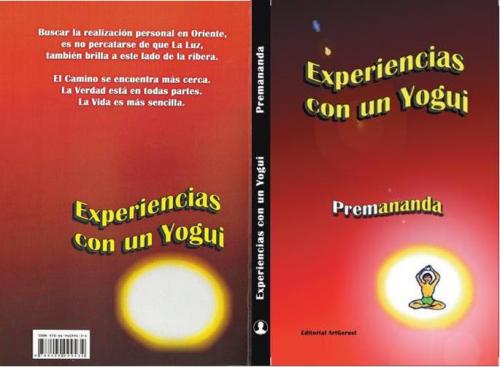 Buscar la realización personal en Oriente,
es no percatarse de que La Luz,
también brilla a este lado de la ribera.
El Camino se encuentra más cerca.
La Verdad está en todas partes.
La Vida es más sencilla.
Experiencias
con un Yogui
Experiencias con un Yogui
Premananda
Experiencias
con un Yogui
Premananda
Editorial ArtGerust